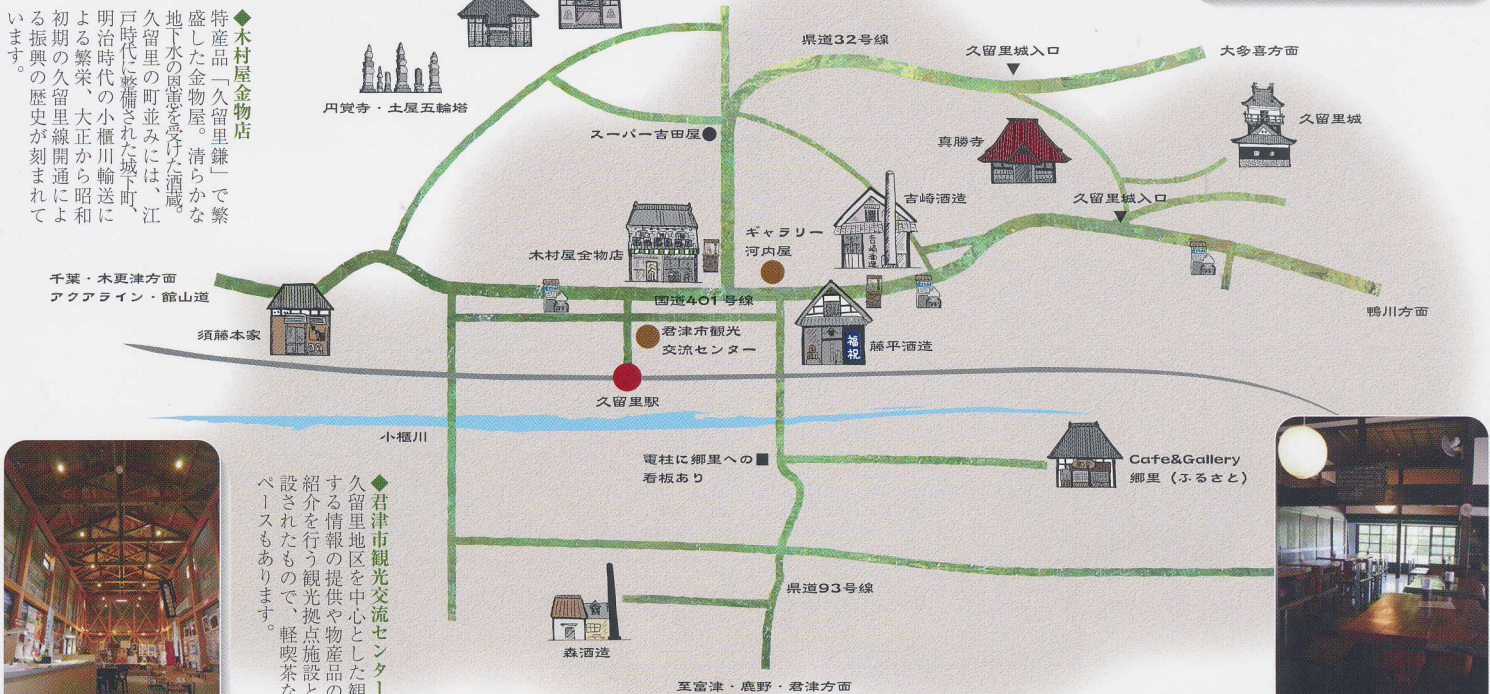 ◆木村屋金物店
特産品「久留里鎌」で繁
盛した金物屋。清らかな
地下水の恩恵を受けた酒蔵。
久留里の町並みには、江
戸時代に整備された城下町、
明治時代の小櫃川輸送に
よる繁栄、大正から昭和
初期の久留里線開通によ
る振興の歴史が刻まれて
います。
円覚寺・土屋五輪塔
県道32号線
久留里城入口
大多喜方面
スーパー吉田屋
真勝寺
久留里城
久留里城入口
吉崎酒造
吉崎酒造
木村屋金物店
ギャラリー
河内屋
千葉・木更津方面
アクアライン・館山道
国道401号線
鴨川方面
須藤本家
君津市観光
交流センター
福祝
藤平酒造
久留里駅
小櫃川
電柱に郷里への
看板あり
Cafe&Gallery
郷里（ふるさと）
◆君津市観光交流センター
久留里地区を中心とした観
する情報の提供や物産品の
紹介を行う観光拠点施設と
設されたもので、軽喫茶な
ペースもあります。
県道93号線
森酒造
至富津・鹿野・君津方面